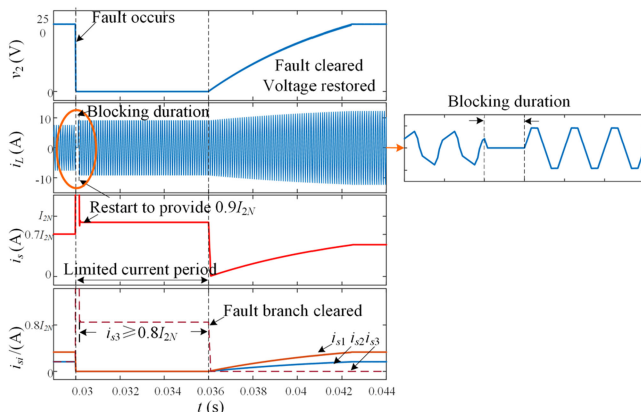 25
0
v2(V)
Fault occurs
Fault cleared
Voltage restored
10
0
-10
iL(A)
Blocking duration
Blocking duration
Restart to provide 0.9I2N
I2N
0.7I2N
0
is(A)
Limited current period
0.8I2N
0
isi/(A)
is3≥0.8I2N
Fault branch cleared
is1 is2 is3
0.03 0.032 0.034 0.036 0.038 0.04 0.042 0.044
t (s)